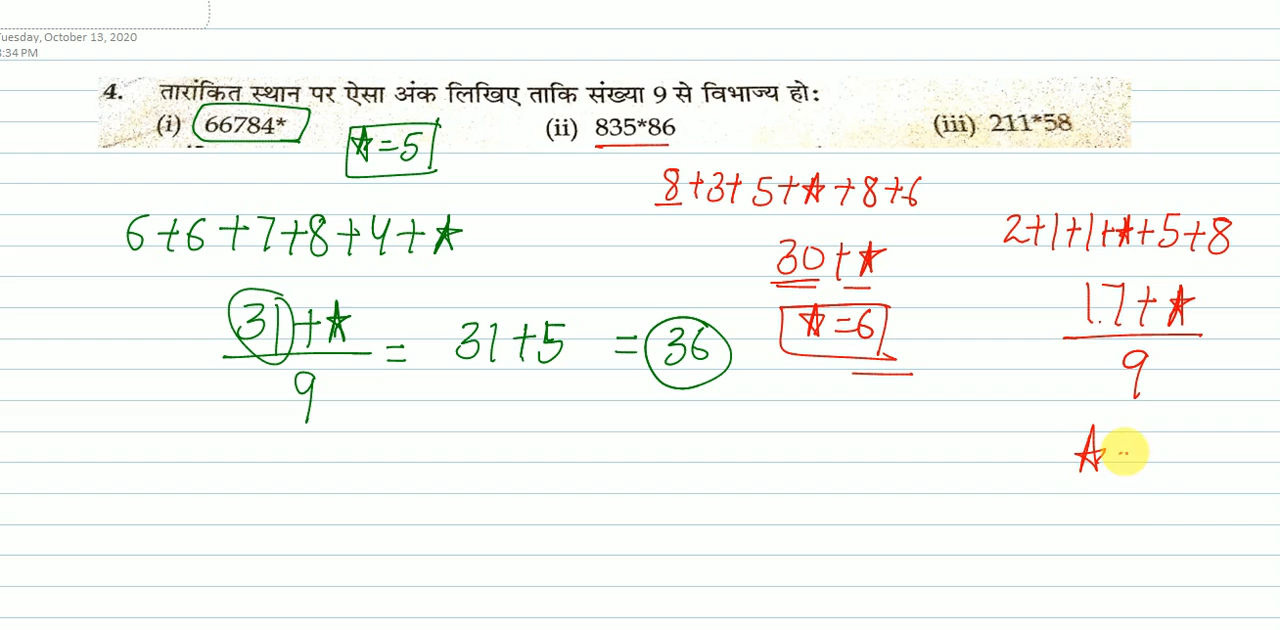 Tuesday, October 13, 2020
8:34 PM
4. तारांकित स्थान पर ऐसा अंक लिखिए ताकि संख्या 9 से विभाज्य हो:
(i) 66784* (ii) 835*86 (iii) 211*58
☆=5
8+3+5+☆+8+6
6+6+7+8+4+☆
2+1+1+☆+5+8
30+☆
31+☆
9
= 31+5 = 36
☆=6
17+☆
9
☆